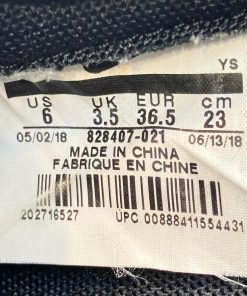 YS
US UK EUR cm
6 3.5 36.5 23
05/02/18 828407-021 06/13/18
MADE IN CHINA
FABRIQUE EN CHINE
202716527 UPC 00888411554431